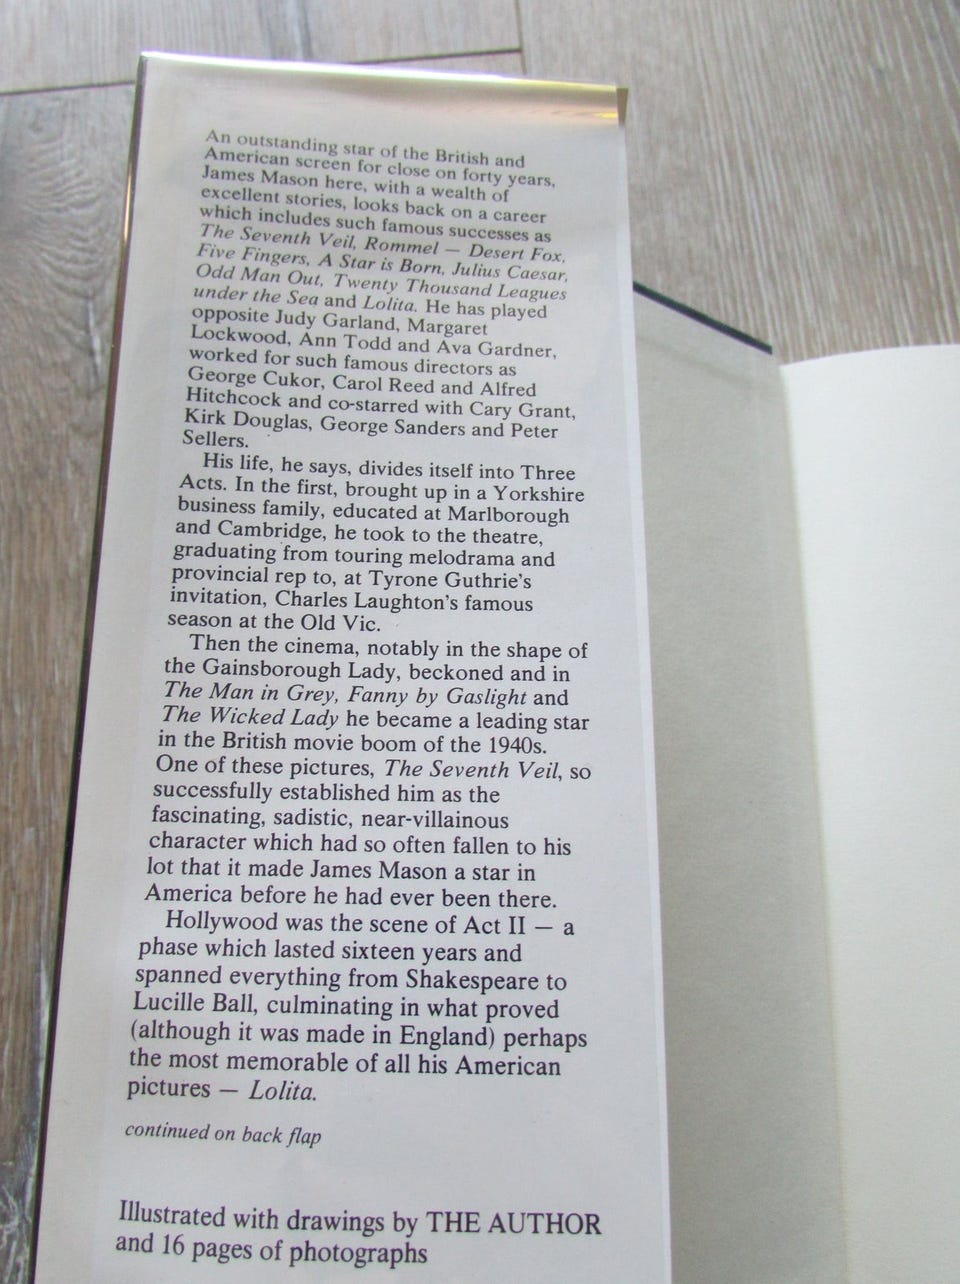 An outstanding star of the British and
American screen for close on forty years,
James Mason here, with a wealth of
excellent stories, looks back on a career
which includes such famous successes as
The Seventh Veil, Rommel — Desert Fox,
Five Fingers, A Star is Born, Julius Caesar,
Odd Man Out, Twenty Thousand Leagues
under the Sea and Lolita. He has played
opposite Judy Garland, Margaret
Lockwood, Ann Todd and Ava Gardner,
worked for such famous directors as
George Cukor, Carol Reed and Alfred
Hitchcock and co-starred with Cary Grant,
Kirk Douglas, George Sanders and Peter
Sellers.
His life, he says, divides itself into Three
Acts. In the first, brought up in a Yorkshire
business family, educated at Marlborough
and Cambridge, he took to the theatre,
graduating from touring melodrama and
provincial rep to, at Tyrone Guthrie's
invitation, Charles Laughton's famous
season at the Old Vic.
Then the cinema, notably in the shape of
the Gainsborough Lady, beckoned and in
The Man in Grey, Fanny by Gaslight and
The Wicked Lady he became a leading star
in the British movie boom of the 1940s.
One of these pictures, The Seventh Veil, so
successfully established him as the
fascinating, sadistic, near-villainous
character which had so often fallen to his
lot that it made James Mason a star in
America before he had ever been there.
Hollywood was the scene of Act II — a
phase which lasted sixteen years and
spanned everything from Shakespeare to
Lucille Ball, culminating in what proved
(although it was made in England) perhaps
the most memorable of all his American
pictures — Lolita.
continued on back flap
Illustrated with drawings by THE AUTHOR
and 16 pages of photographs